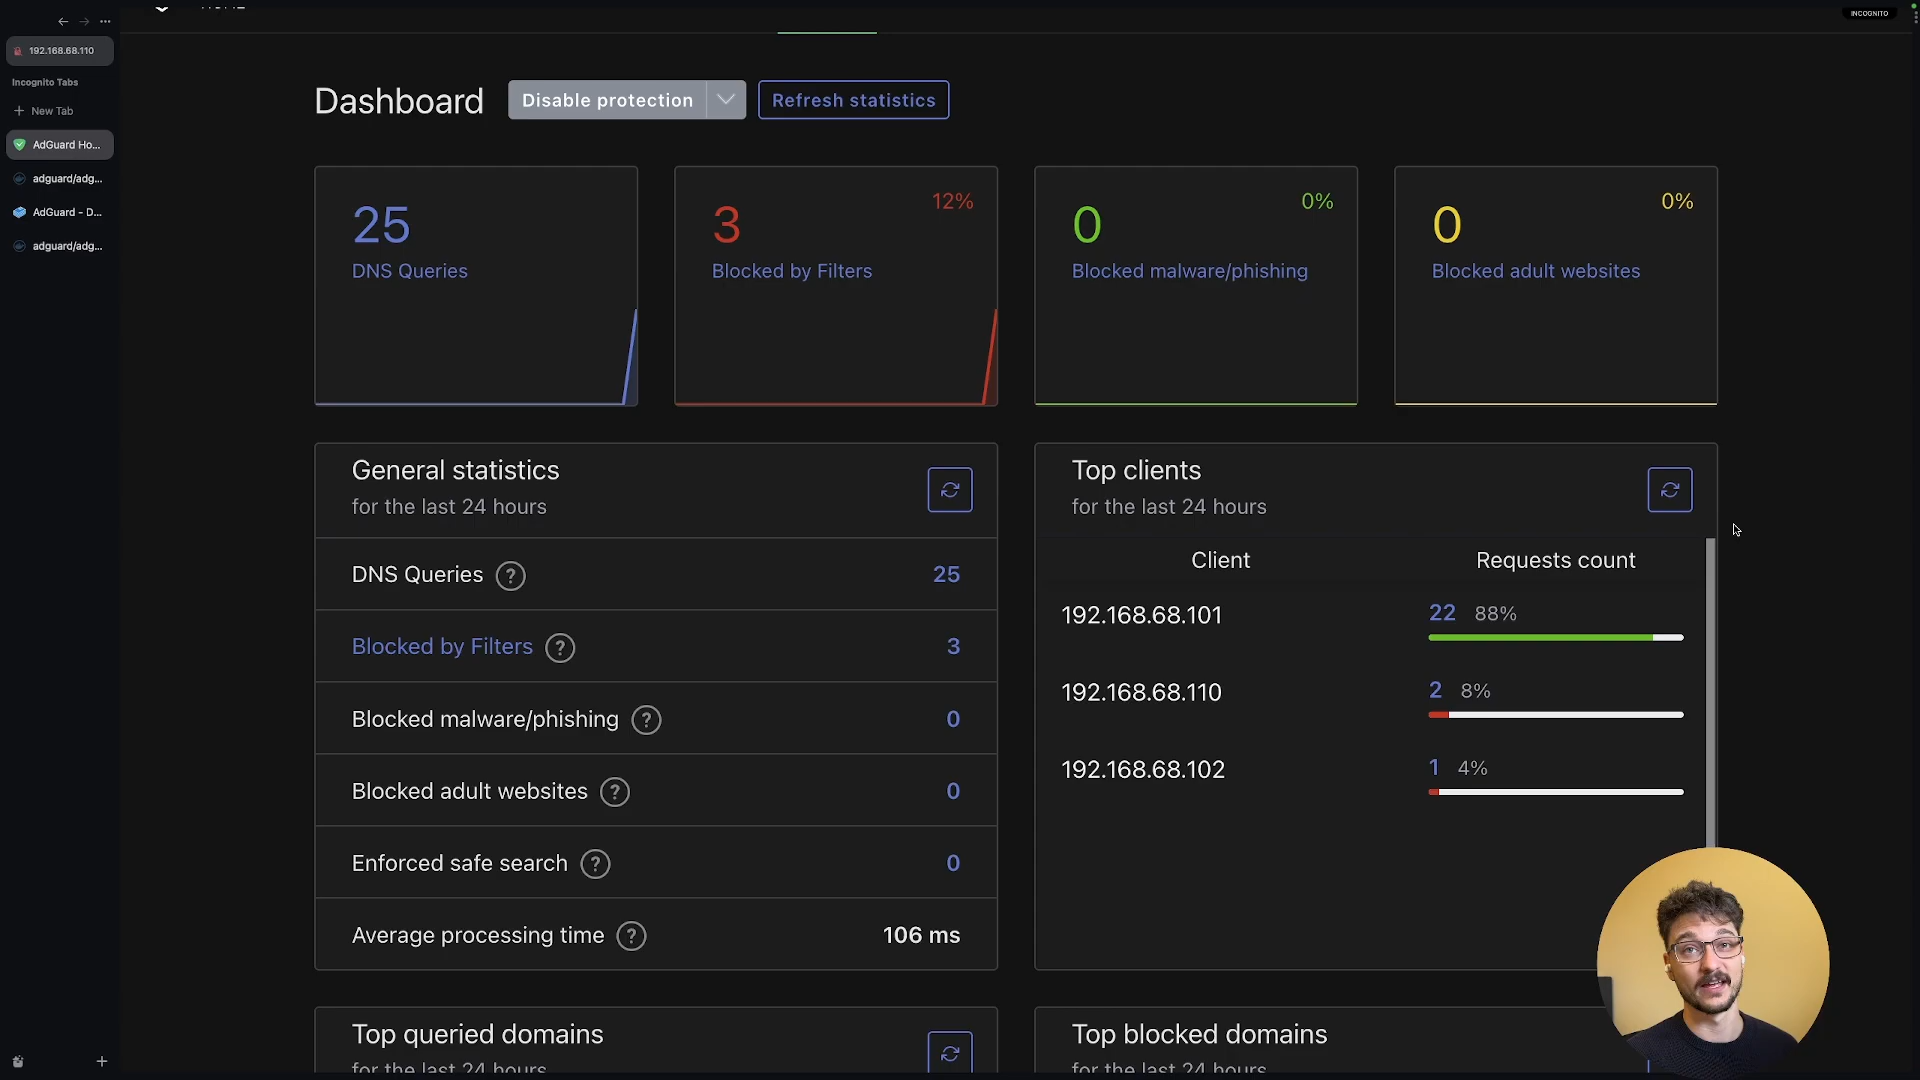 INCOGNITO
192.168.68.110
Incognito Tabs
New Tab
AdGuard Ho...
adguard/adg...
AdGuard - D...
adguard/adg...
Dashboard
Disable protection
Refresh statistics
25
DNS Queries
3
12%
Blocked by Filters
0
0%
Blocked malware/phishing
0
0%
Blocked adult websites
General statistics
for the last 24 hours
DNS Queries ? 25
Blocked by Filters ? 3
Blocked malware/phishing ? 0
Blocked adult websites ? 0
Enforced safe search ? 0
Average processing time ? 106 ms
Top clients
for the last 24 hours
Client Requests count
192.168.68.101 22 88%
192.168.68.110 2 8%
192.168.68.102 1 4%
Top queried domains
for the last 24 hours
Top blocked domains
for the last 24 hours